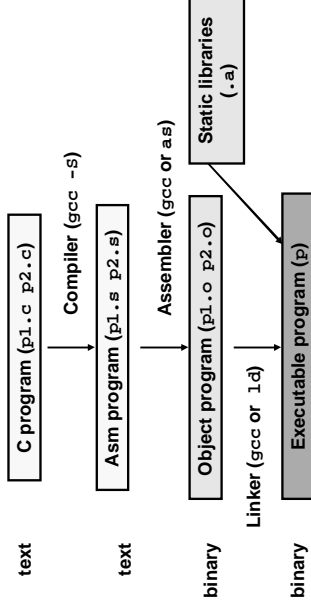 text
C program (p1.c p2.c)
Compiler (gcc -S)
text
Asm program (p1.s p2.s)
Assembler (gcc or as)
binary
Object program (p1.o p2.o)
Static libraries
(.a)
Linker (gcc or ld)
binary
Executable program (p)